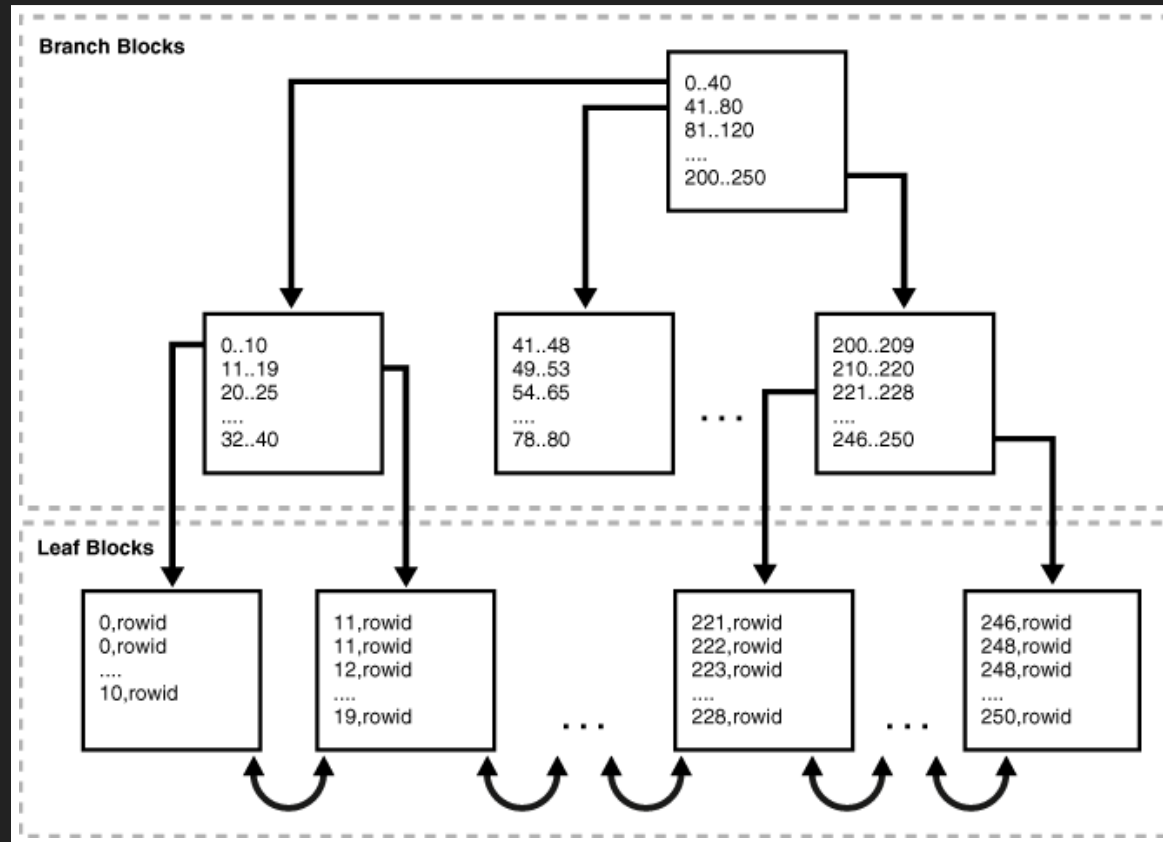 Branch Blocks
0..40
41..80
81..120
....
200..250
0..10
11..19
20..25
....
32..40
41..48
49..53
54..65
....
78..80
...
200..209
210..220
221..228
....
246..250
Leaf Blocks
0,rowid
0,rowid
....
10,rowid
11,rowid
11,rowid
12,rowid
....
19,rowid
...
221,rowid
222,rowid
223,rowid
....
228,rowid
...
246,rowid
248,rowid
248,rowid
....
250,rowid